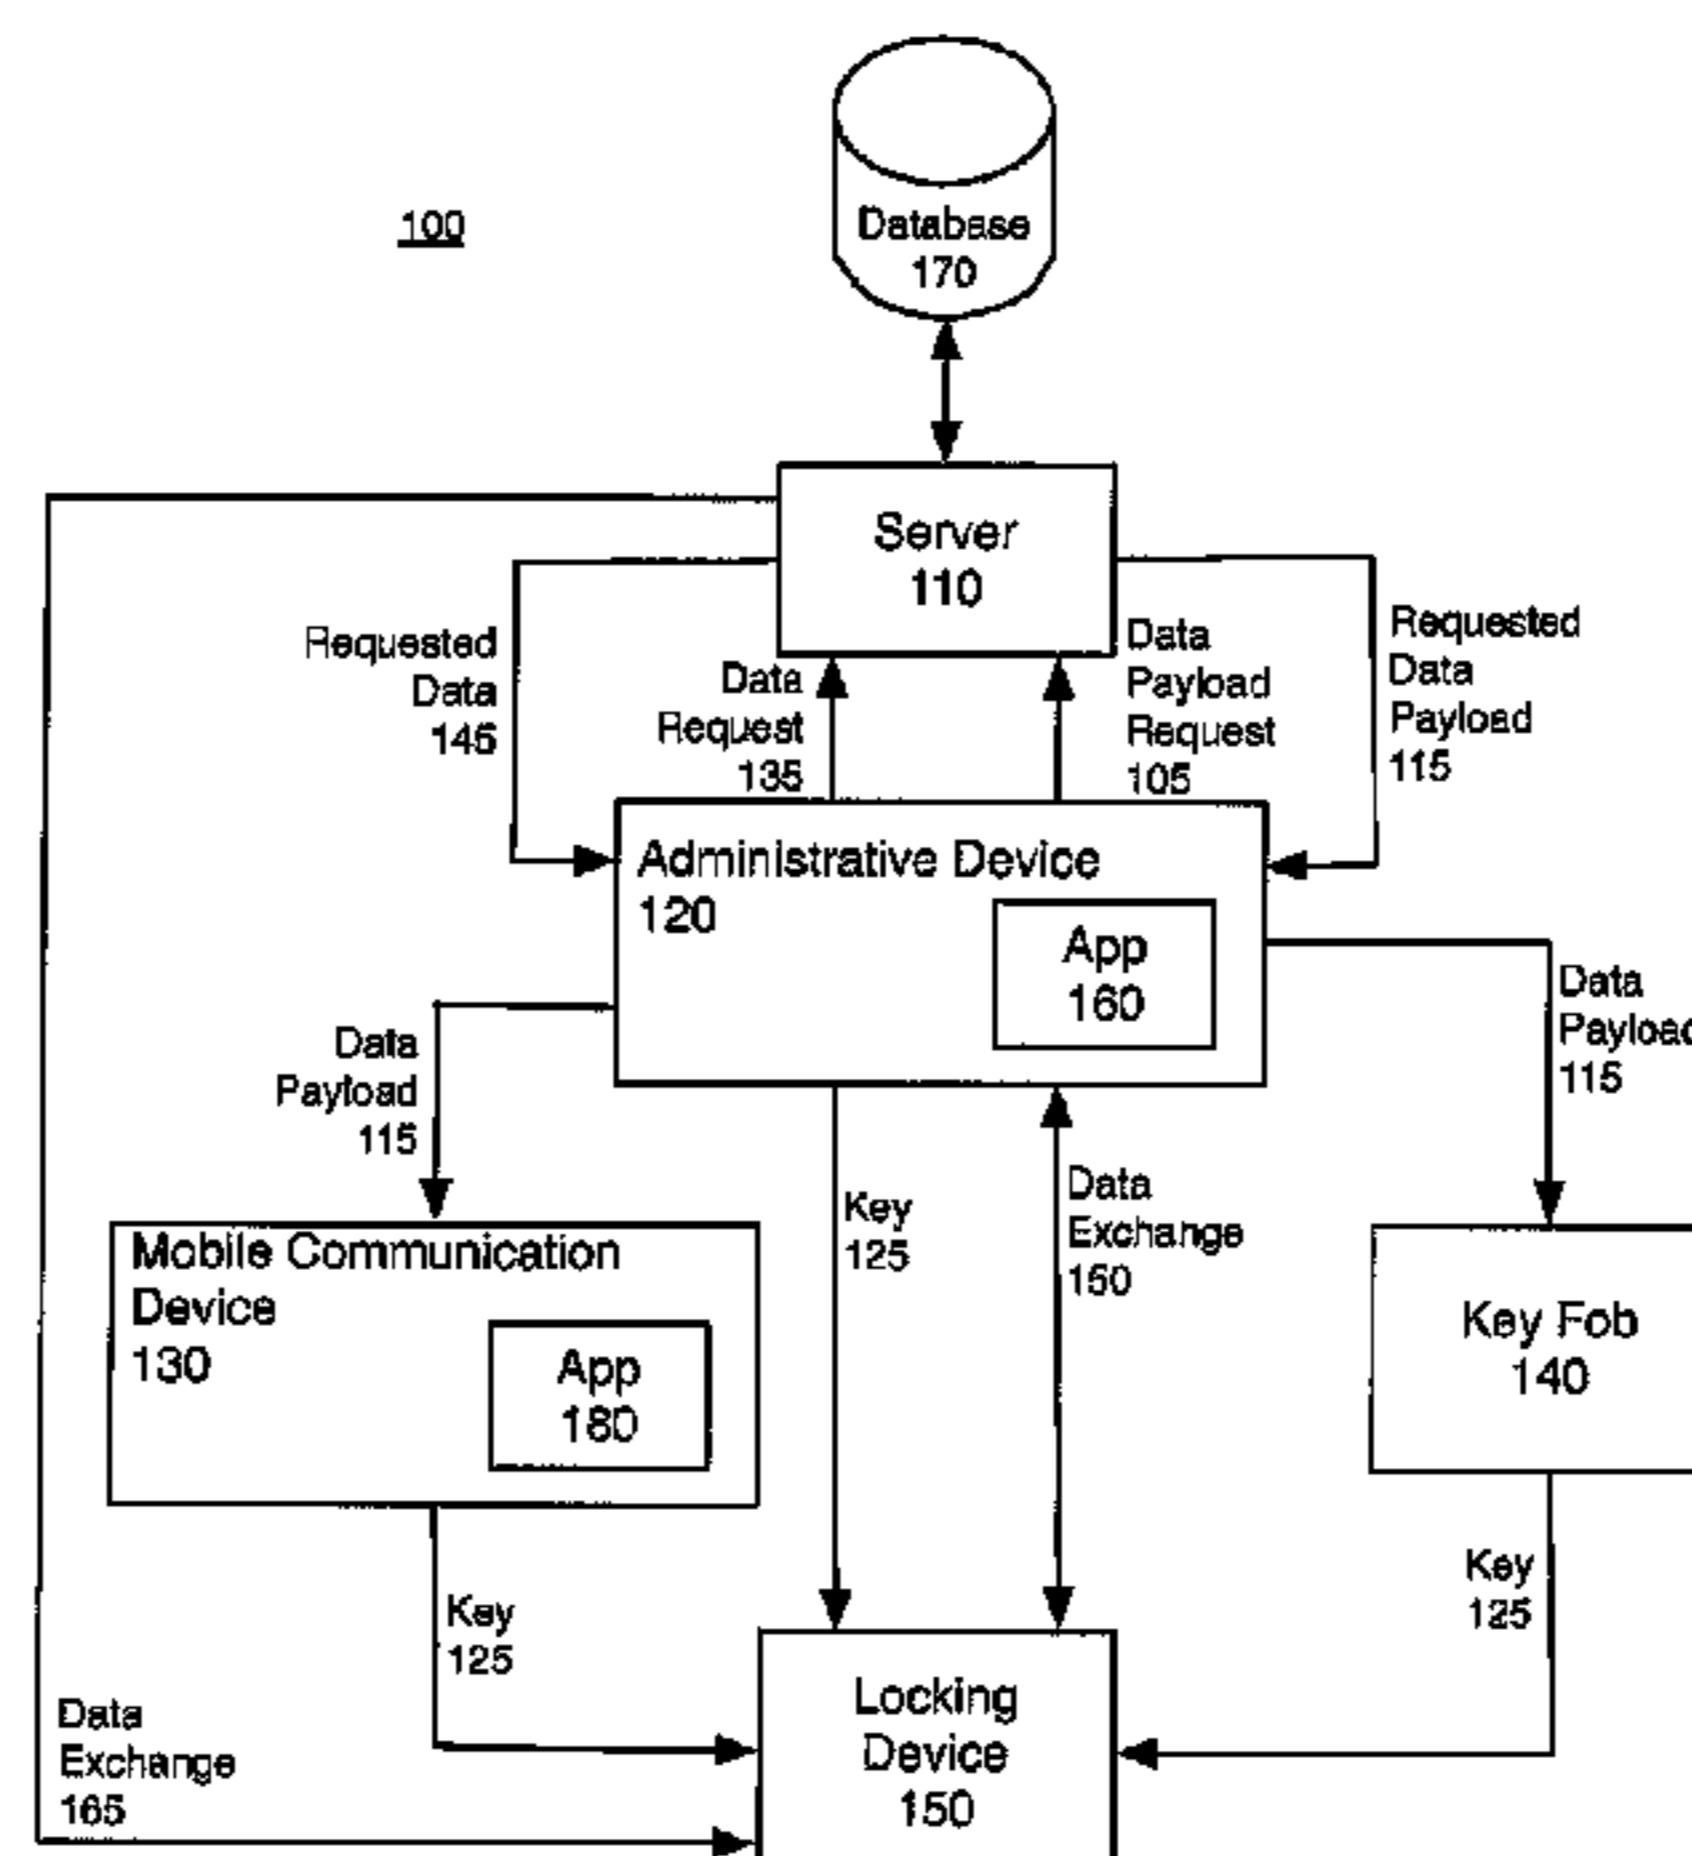 100
Database
170
Server
110
Requested
Data
145
Data
Request
135
Data
Payload
Request
105
Requested
Data
Payload
115
Administrative Device
120
App
160
Data
Payload
115
Data
Payload
115
Mobile Communication
Device
130
App
180
Key
125
Data
Exchange
150
Key Fob
140
Key
125
Key
125
Locking
Device
150
Data
Exchange
165